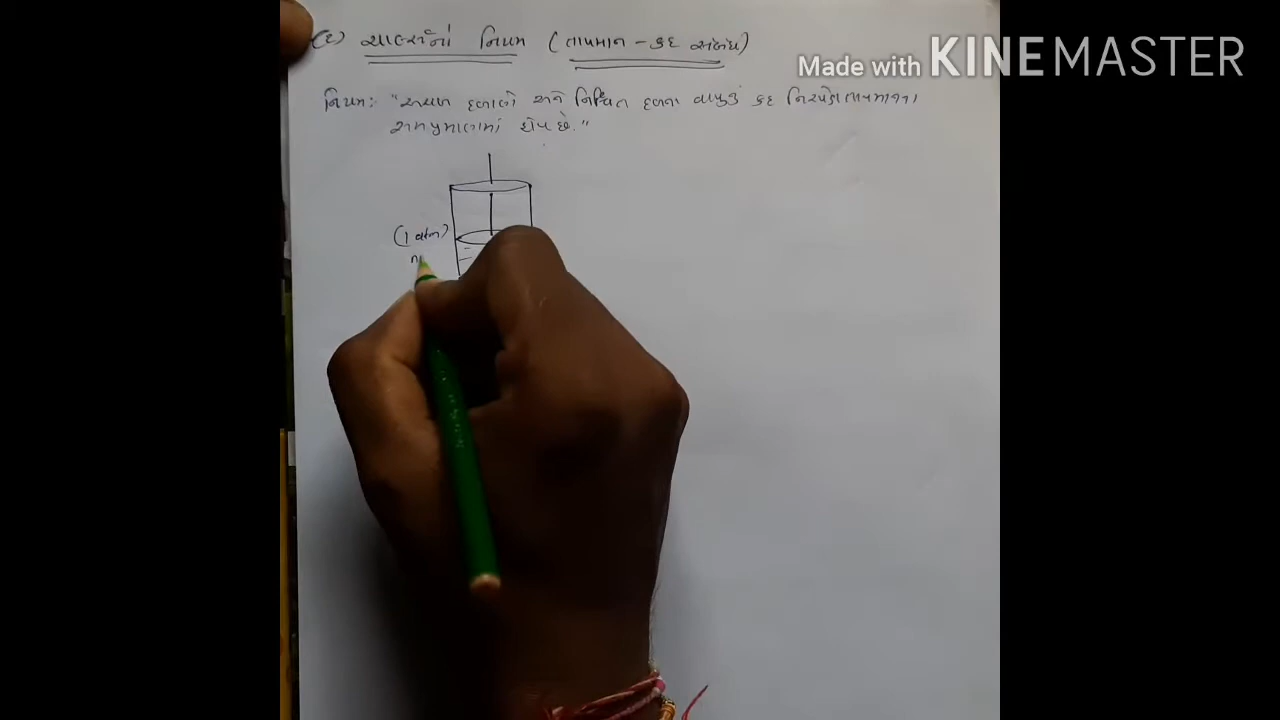 (૨) ચાર્લ્સનો નિયમ (તાપમાન - કદ સંબંધ)
Made with KINEMASTER
નિયમ: "અચળ દબાણે અને નિશ્ચિત દળના વાયુનું કદ નિરપેક્ષ તાપમાનના
સમપ્રમાણમાં હોય છે."
(1 atm)
n